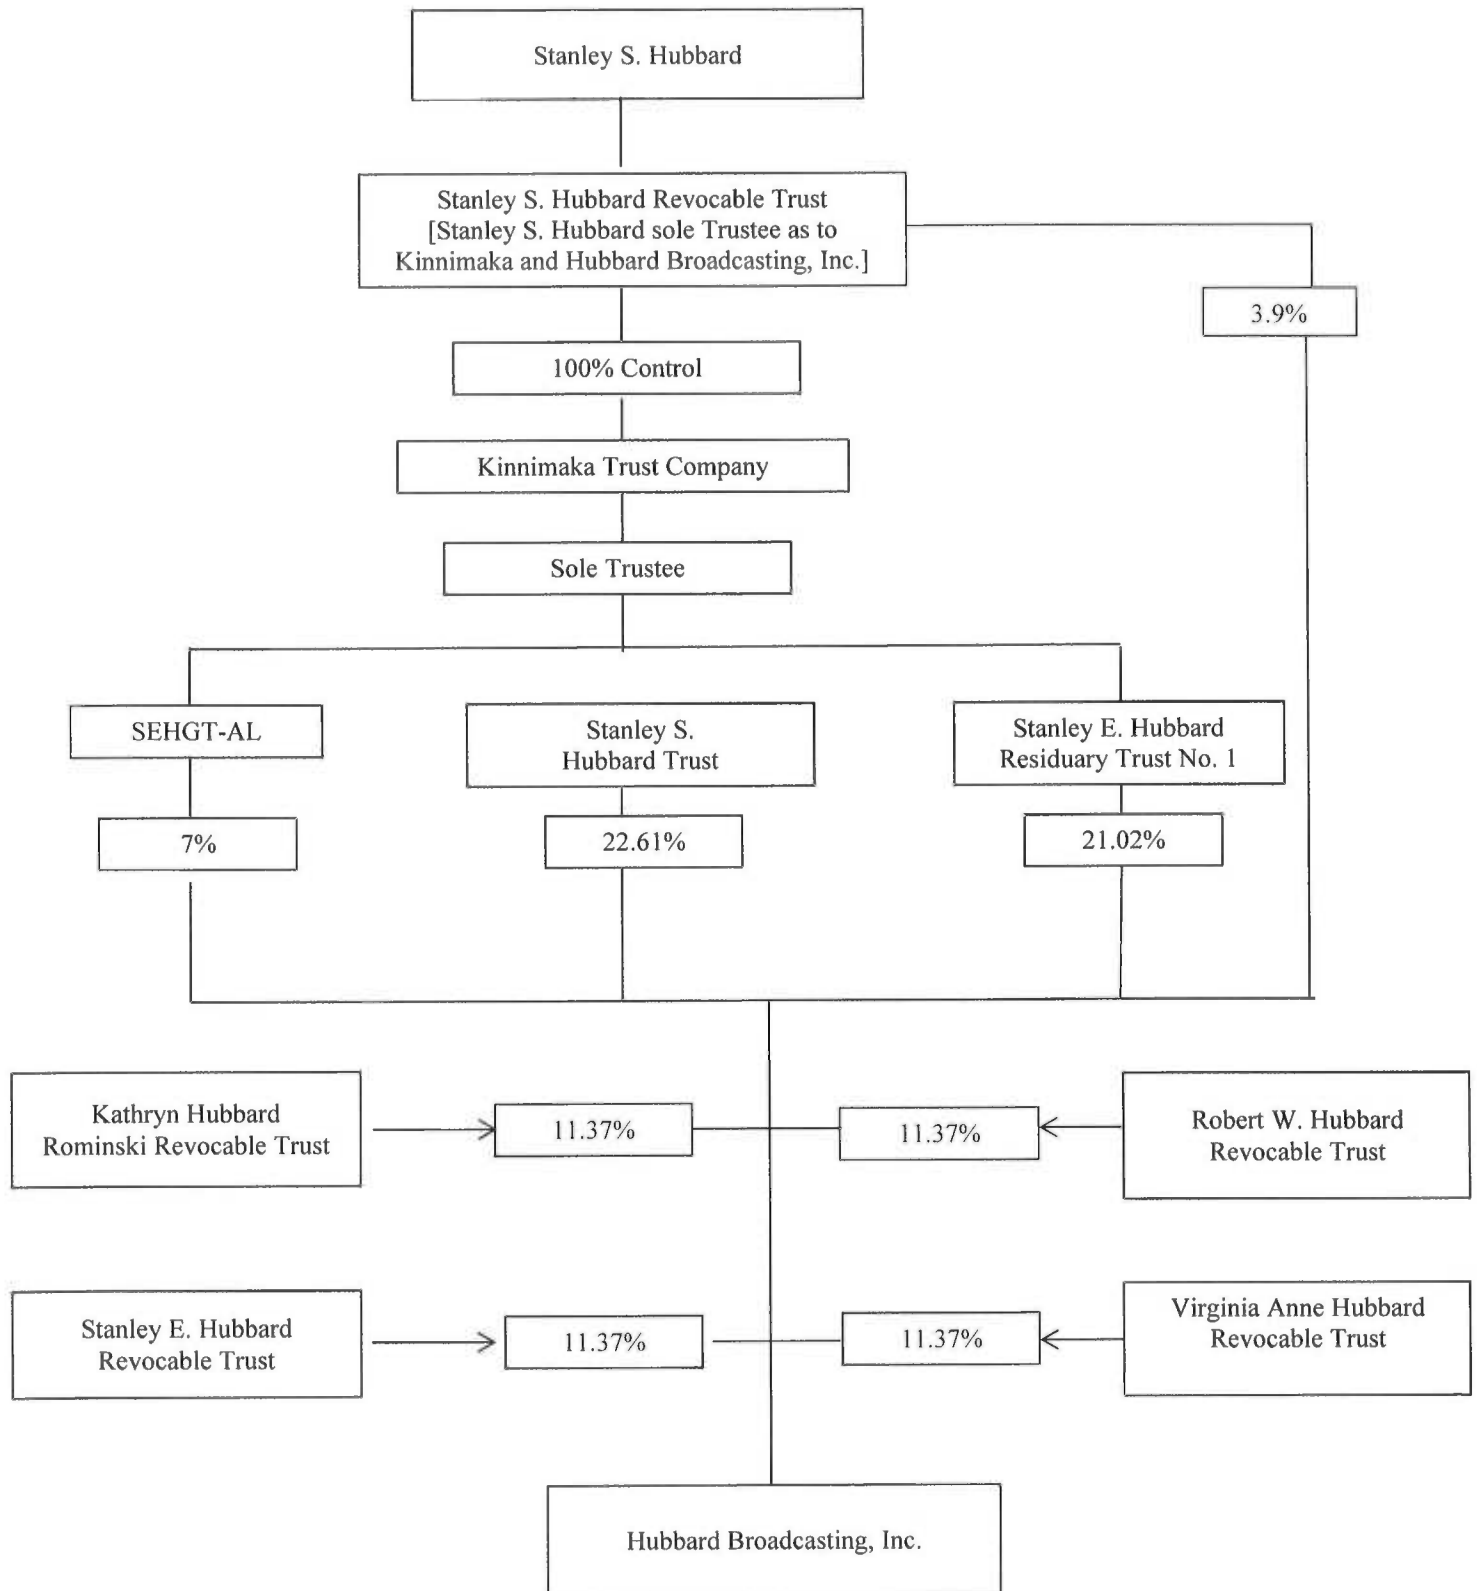 Stanley S. Hubbard
Stanley S. Hubbard Revocable Trust
[Stanley S. Hubbard sole Trustee as to
Kinnimaka and Hubbard Broadcasting, Inc.]
3.9%
100% Control
Kinnimaka Trust Company
Sole Trustee
SEHGT-AL
Stanley S.
Hubbard Trust
Stanley E. Hubbard
Residuary Trust No. 1
7%
22.61%
21.02%
Kathryn Hubbard
Rominski Revocable Trust
11.37%
11.37%
Robert W. Hubbard
Revocable Trust
Stanley E. Hubbard
Revocable Trust
11.37%
11.37%
Virginia Anne Hubbard
Revocable Trust
Hubbard Broadcasting, Inc.